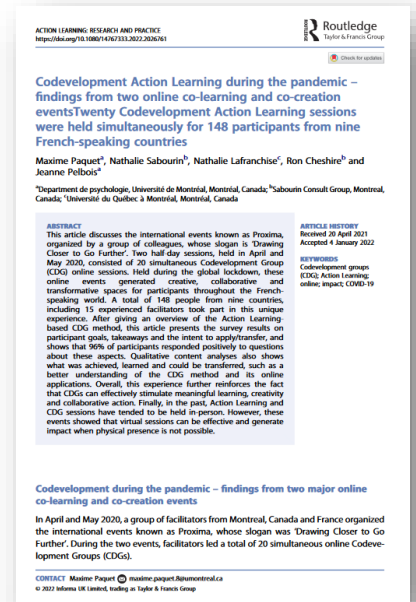 ACTION LEARNING: RESEARCH AND PRACTICE
https://doi.org/10.1080/14767333.2022.2026761
ROUTLEDGE
Routledge
Taylor & Francis Group
Check for updates
Codevelopment Action Learning during the pandemic –
findings from two online co-learning and co-creation
eventsTwenty Codevelopment Action Learning sessions
were held simultaneously for 148 participants from nine
French-speaking countries
Maxime Paquetᵃ, Nathalie Sabourinᵇ, Nathalie Lafranchiseᶜ, Ron Cheshireᵇ and
Jeanne Pelboisᵃ
ᵃDepartment de psychologie, Université de Montréal, Montréal, Canada; ᵇSabourin Consult Group, Montreal,
Canada; ᶜUniversité du Québec à Montréal, Montréal, Canada
ABSTRACT
This article discusses the international events known as Proxima,
organized by a group of colleagues, whose slogan is 'Drawing
Closer to Go Further'. Two half-day sessions, held in April and
May 2020, consisted of 20 simultaneous Codevelopment Group
(CDG) online sessions. Held during the global lockdown, these
online events generated creative, collaborative and
transformative spaces for participants throughout the French-
speaking world. A total of 148 people from nine countries,
including 15 experienced facilitators took part in this unique
experience. After giving an overview of the Action Learning-
based CDG method, this article presents the survey results on
participant goals, takeaways and the intent to apply/transfer, and
shows that 96% of participants responded positively to questions
about these aspects. Qualitative content analyses also shows
what was achieved, learned and could be transferred, such as a
better understanding of the CDG method and its online
applications. Overall, this experience further reinforces the fact
that CDGs can effectively stimulate meaningful learning, creativity
and collaborative action. Finally, in the past, Action Learning and
CDG sessions have tended to be held in-person. However, these
events showed that virtual sessions can be effective and generate
impact when physical presence is not possible.
ARTICLE HISTORY
Received 20 April 2021
Accepted 4 January 2022
KEYWORDS
Codevelopment groups
(CDG); Action Learning;
online; impact; COVID-19
Codevelopment during the pandemic – findings from two major online
co-learning and co-creation events
In April and May 2020, a group of facilitators from Montreal, Canada and France organized
the international events known as Proxima, whose slogan was 'Drawing Closer to Go
Further'. During the two events, facilitators led a total of 20 simultaneous online Codeve-
lopment Groups (CDGs).
CONTACT Maxime Paquet maxime.paquet.8@umontreal.ca
© 2022 Informa UK Limited, trading as Taylor & Francis Group